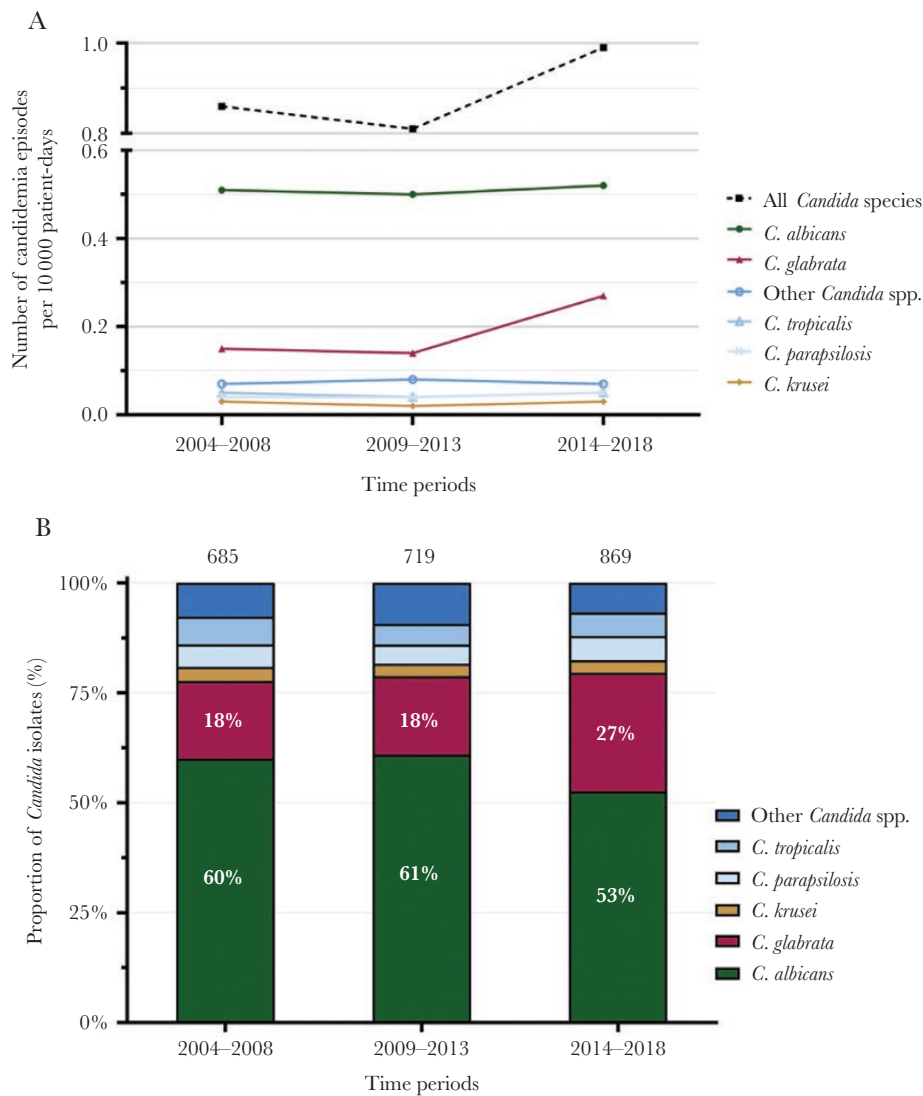 A
Number of candidemia episodes
per 10 000 patient-days
1.0
0.8
0.6
0.4
0.2
0.0
2004–2008
2009–2013
2014–2018
Time periods
All Candida species
C. albicans
C. glabrata
Other Candida spp.
C. tropicalis
C. parapsilosis
C. krusei
B
685
719
869
Proportion of Candida isolates (%)
100%
75%
50%
25%
0%
18%
18%
27%
60%
61%
53%
2004–2008
2009–2013
2014–2018
Time periods
Other Candida spp.
C. tropicalis
C. parapsilosis
C. krusei
C. glabrata
C. albicans